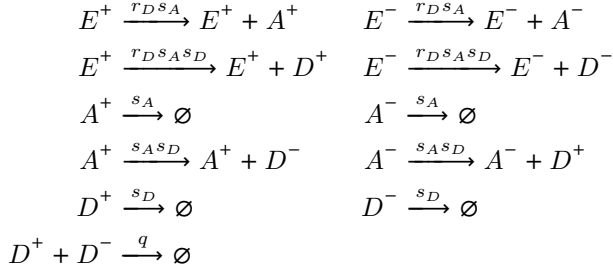 E⁺ —r_D s_A→ E⁺ + A⁺    E⁻ —r_D s_A→ E⁻ + A⁻
E⁺ —r_D s_A s_D→ E⁺ + D⁺    E⁻ —r_D s_A s_D→ E⁻ + D⁻
A⁺ —s_A→ ∅    A⁻ —s_A→ ∅
A⁺ —s_A s_D→ A⁺ + D⁻    A⁻ —s_A s_D→ A⁻ + D⁺
D⁺ —s_D→ ∅    D⁻ —s_D→ ∅
D⁺ + D⁻ —q→ ∅